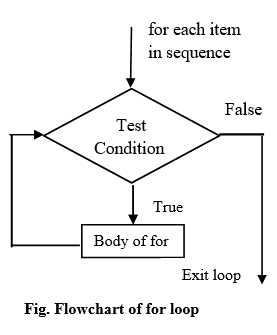 for each item
in sequence
False
Test
Condition
True
Body of for
Exit loop
Fig. Flowchart of for loop